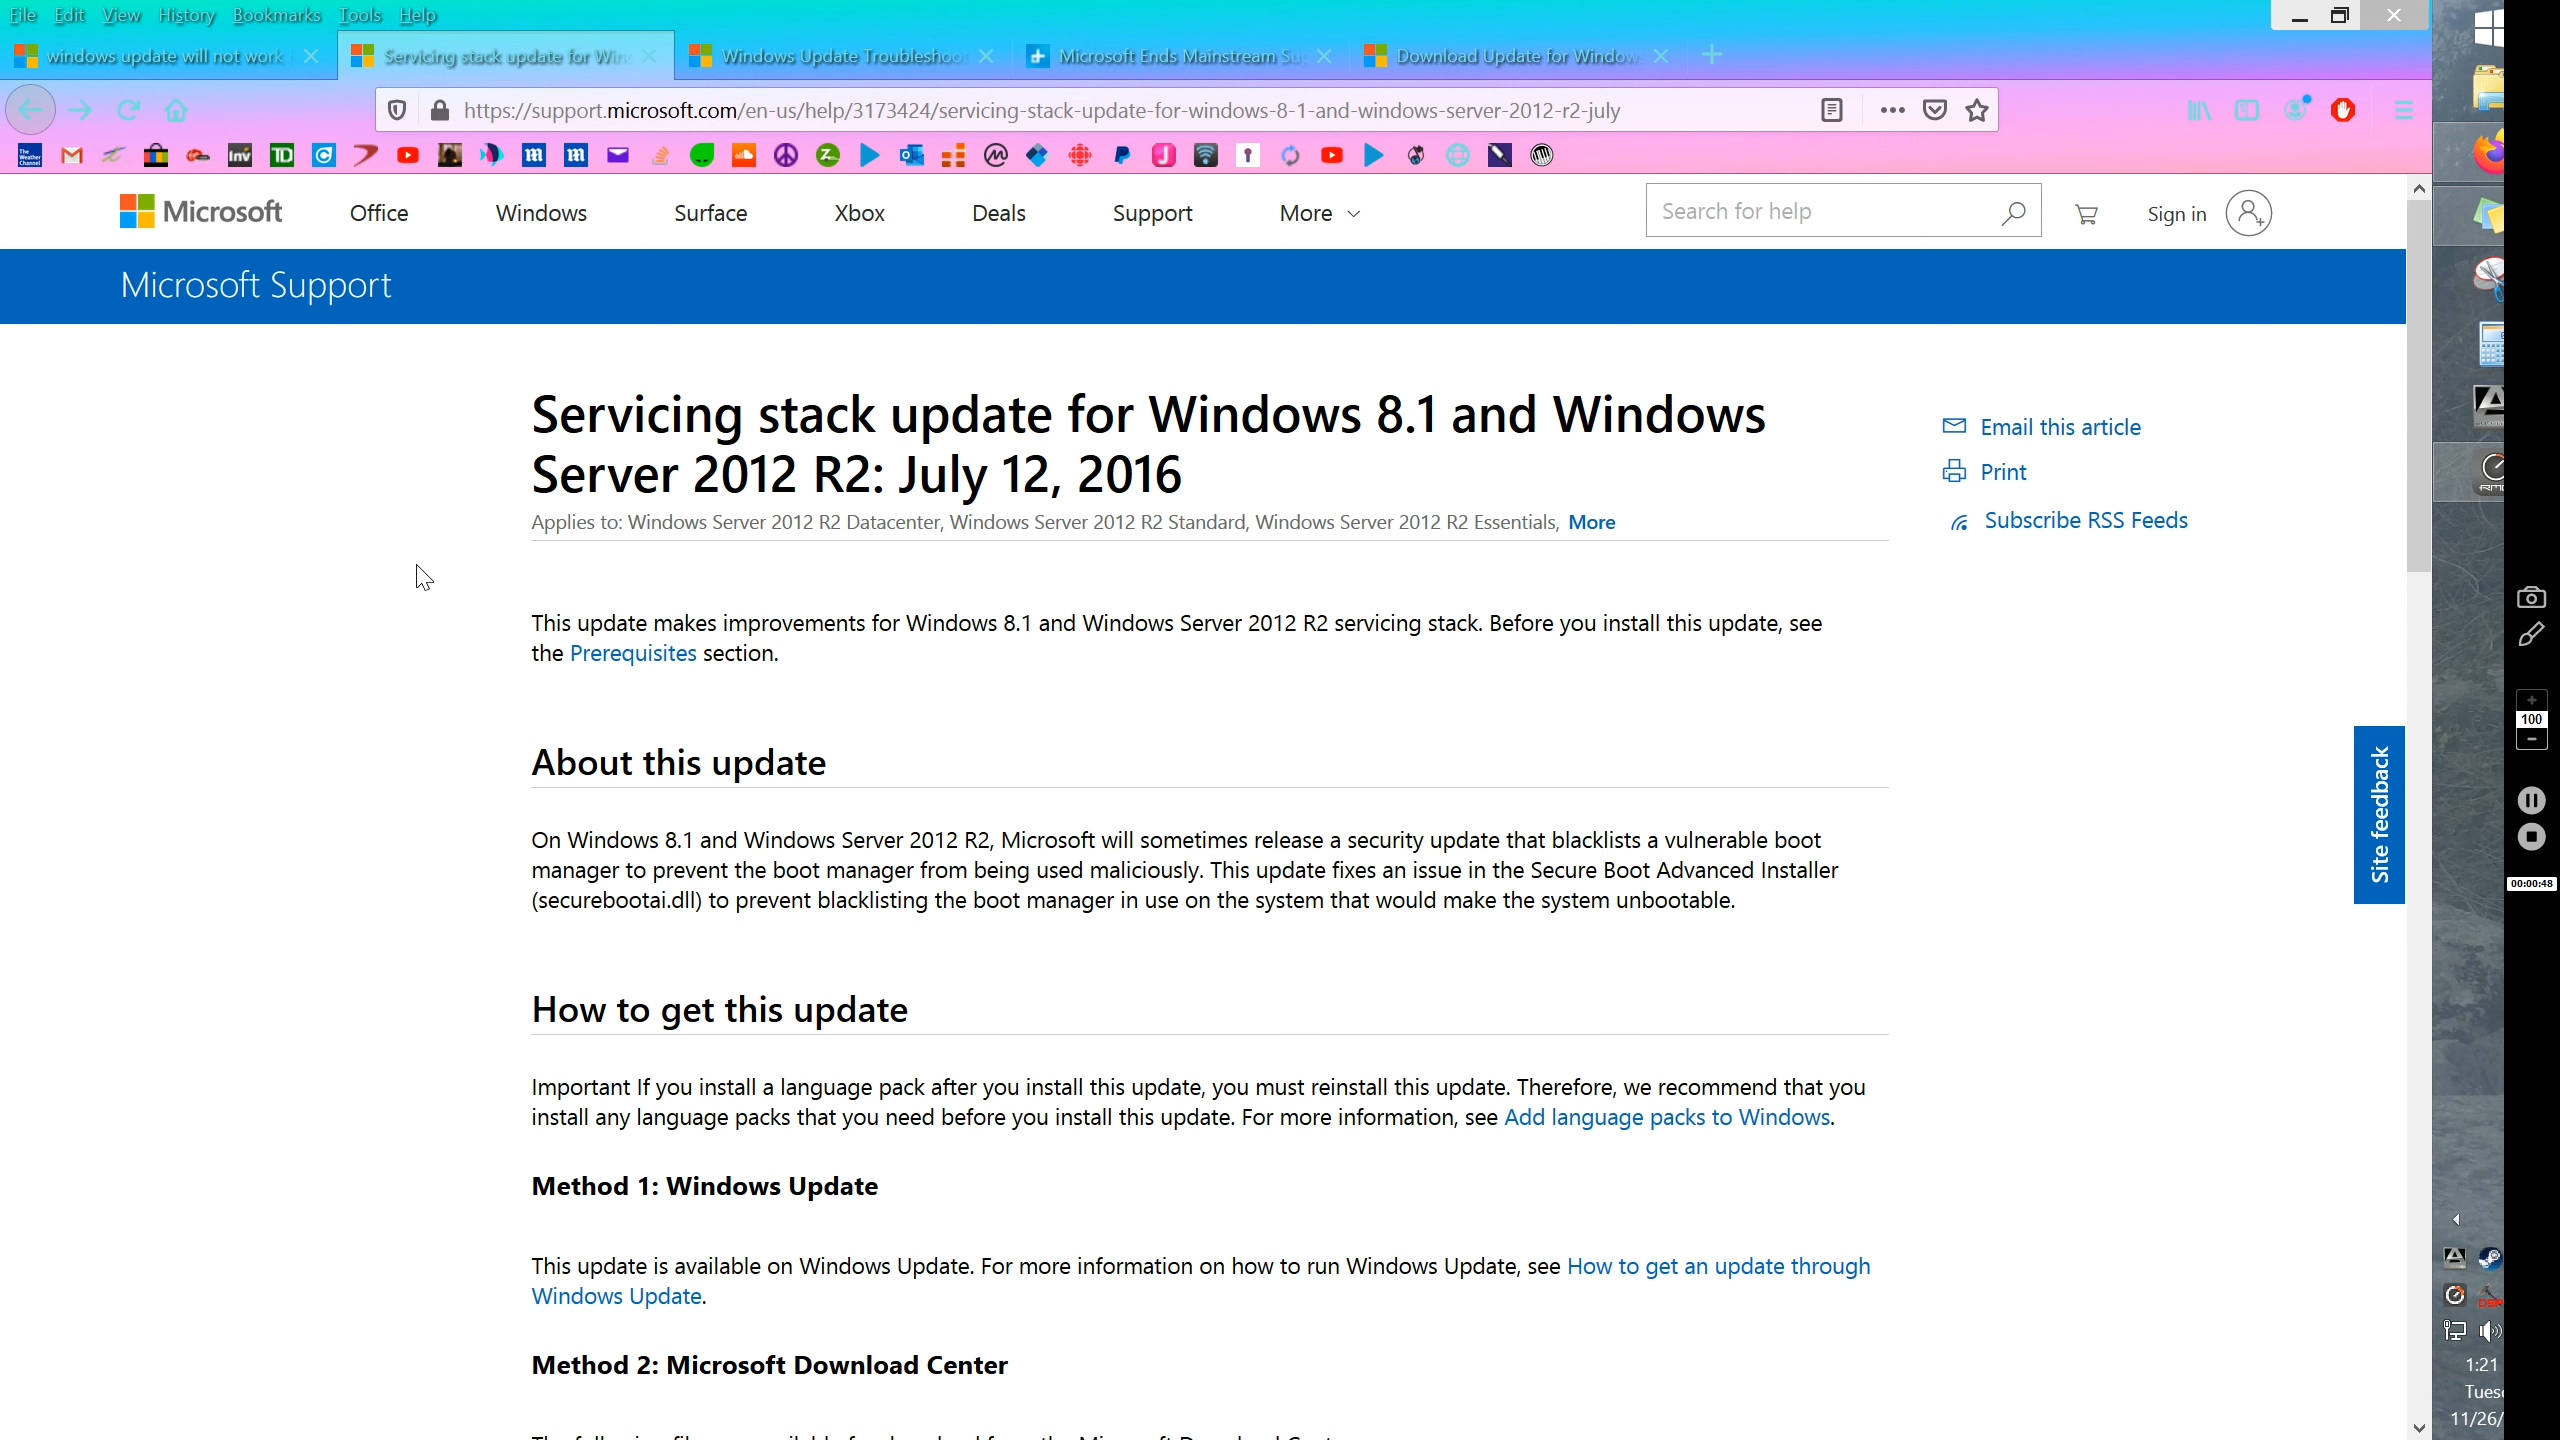 File Edit View History Bookmarks Tools Help
windows update will not work
Servicing stack update for Win
Windows Update Troubleshoo
Microsoft Ends Mainstream Su
Download Update for Window
https://support.microsoft.com/en-us/help/3173424/servicing-stack-update-for-windows-8-1-and-windows-server-2012-r2-july
Microsoft Office Windows Surface Xbox Deals Support More Search for help Sign in
Microsoft Support
Servicing stack update for Windows 8.1 and Windows
Server 2012 R2: July 12, 2016
Applies to: Windows Server 2012 R2 Datacenter, Windows Server 2012 R2 Standard, Windows Server 2012 R2 Essentials, More
Email this article
Print
Subscribe RSS Feeds
This update makes improvements for Windows 8.1 and Windows Server 2012 R2 servicing stack. Before you install this update, see
the Prerequisites section.
About this update
On Windows 8.1 and Windows Server 2012 R2, Microsoft will sometimes release a security update that blacklists a vulnerable boot
manager to prevent the boot manager from being used maliciously. This update fixes an issue in the Secure Boot Advanced Installer
(securebootai.dll) to prevent blacklisting the boot manager in use on the system that would make the system unbootable.
How to get this update
Important If you install a language pack after you install this update, you must reinstall this update. Therefore, we recommend that you
install any language packs that you need before you install this update. For more information, see Add language packs to Windows.
Method 1: Windows Update
This update is available on Windows Update. For more information on how to run Windows Update, see How to get an update through
Windows Update.
Method 2: Microsoft Download Center
Site feedback
100
00:00:48
1:21
Tues
11/26/